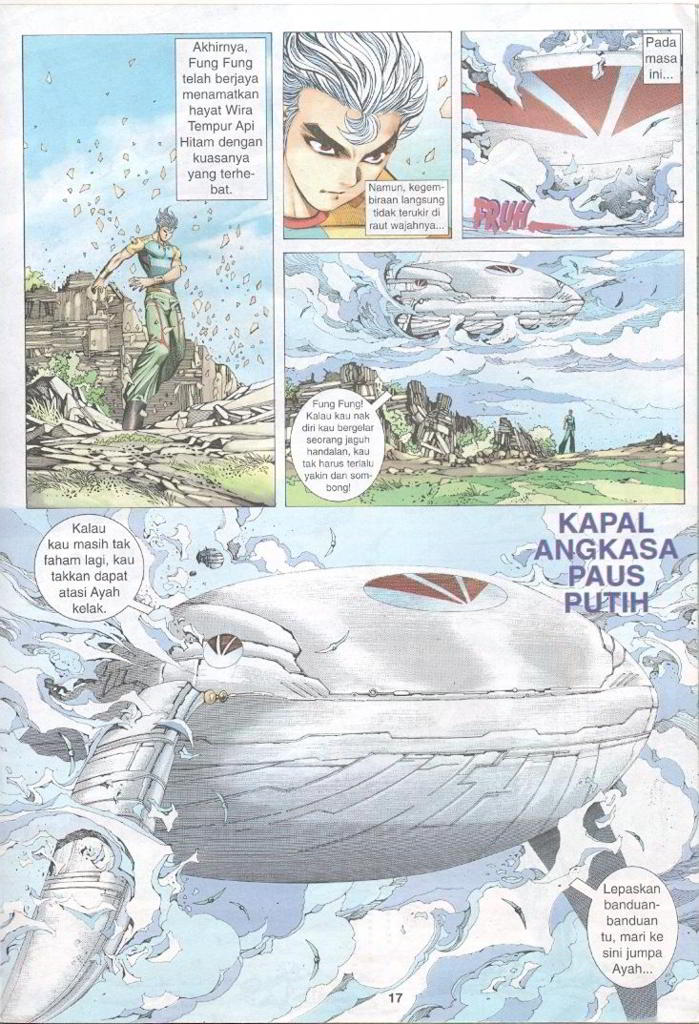 Akhirnya,
Fung Fung
telah berjaya
menamatkan
hayat Wira
Tempur Api
Hitam dengan
kuasanya
yang terhe-
bat.
Namun, kegem-
biraan langsung
tidak terukir di
raut wajahnya...
Pada
masa
ini...
FRUH
Fung Fung!
Kalau kau nak
diri kau bergelar
seorang jaguh
handalan, kau
tak harus terlalu
yakin dan som-
bong!
Kalau
kau masih tak
faham lagi, kau
takkan dapat
atasi Ayah
kelak.
KAPAL
ANGKASA
PAUS
PUTIH
Lepaskan
banduan-
banduan
tu, mari ke
sini jumpa
Ayah...
17